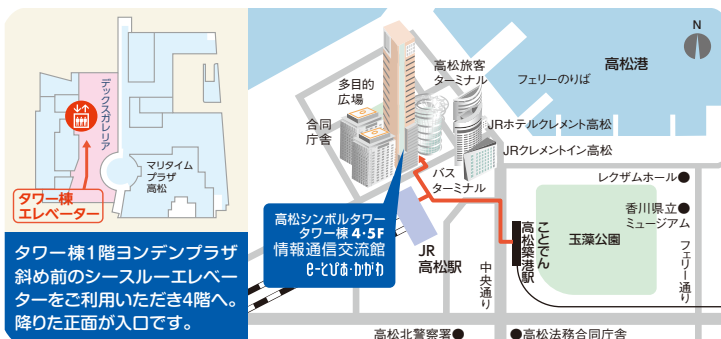 デックスガレリア
マリタイム
プラザ
高松
タワー棟
エレベーター
タワー棟1階ヨンデンプラザ
斜め前のシースルーエレベー
ターをご利用いただき4階へ。
降りた正面が入口です。
N
高松港
フェリーのりば
高松旅客
ターミナル
多目的
広場
合同
庁舎
JRホテルクレメント高松
JRクレメントイン高松
バス
ターミナル
レクザムホール●
香川県立●
ミュージアム
高松シンボルタワー
タワー棟4・5F
情報通信交流館
e-とぴあ・かがわ
JR
高松駅
ことでん
高松築港駅
玉藻公園
中央通り
フェリー通り
高松北警察署●
●高松法務合同庁舎